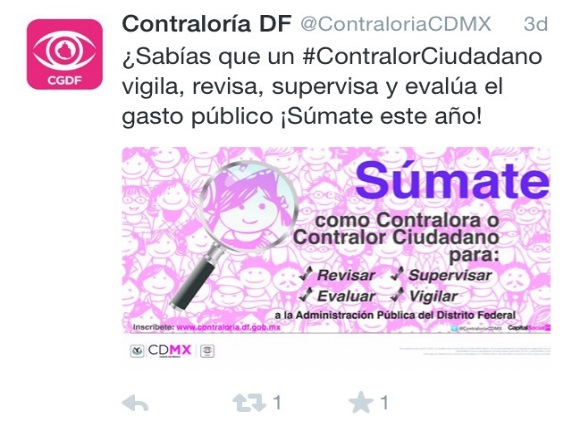 Contraloría DF @ContraloriaCDMX 3d
CGDF
¿Sabías que un #ContralorCiudadano
vigila, revisa, supervisa y evalúa el
gasto público ¡Súmate este año!
Súmate
como Contralora o
Contralor Ciudadano
para:
✓ Revisar ✓ Supervisar
✓ Evaluar ✓ Vigilar
a la Administración Pública del Distrito Federal
Inscríbete: www.contraloria.df.gob.mx
@ContraloriaCDMX CapitalSocial
CDMX
1 1